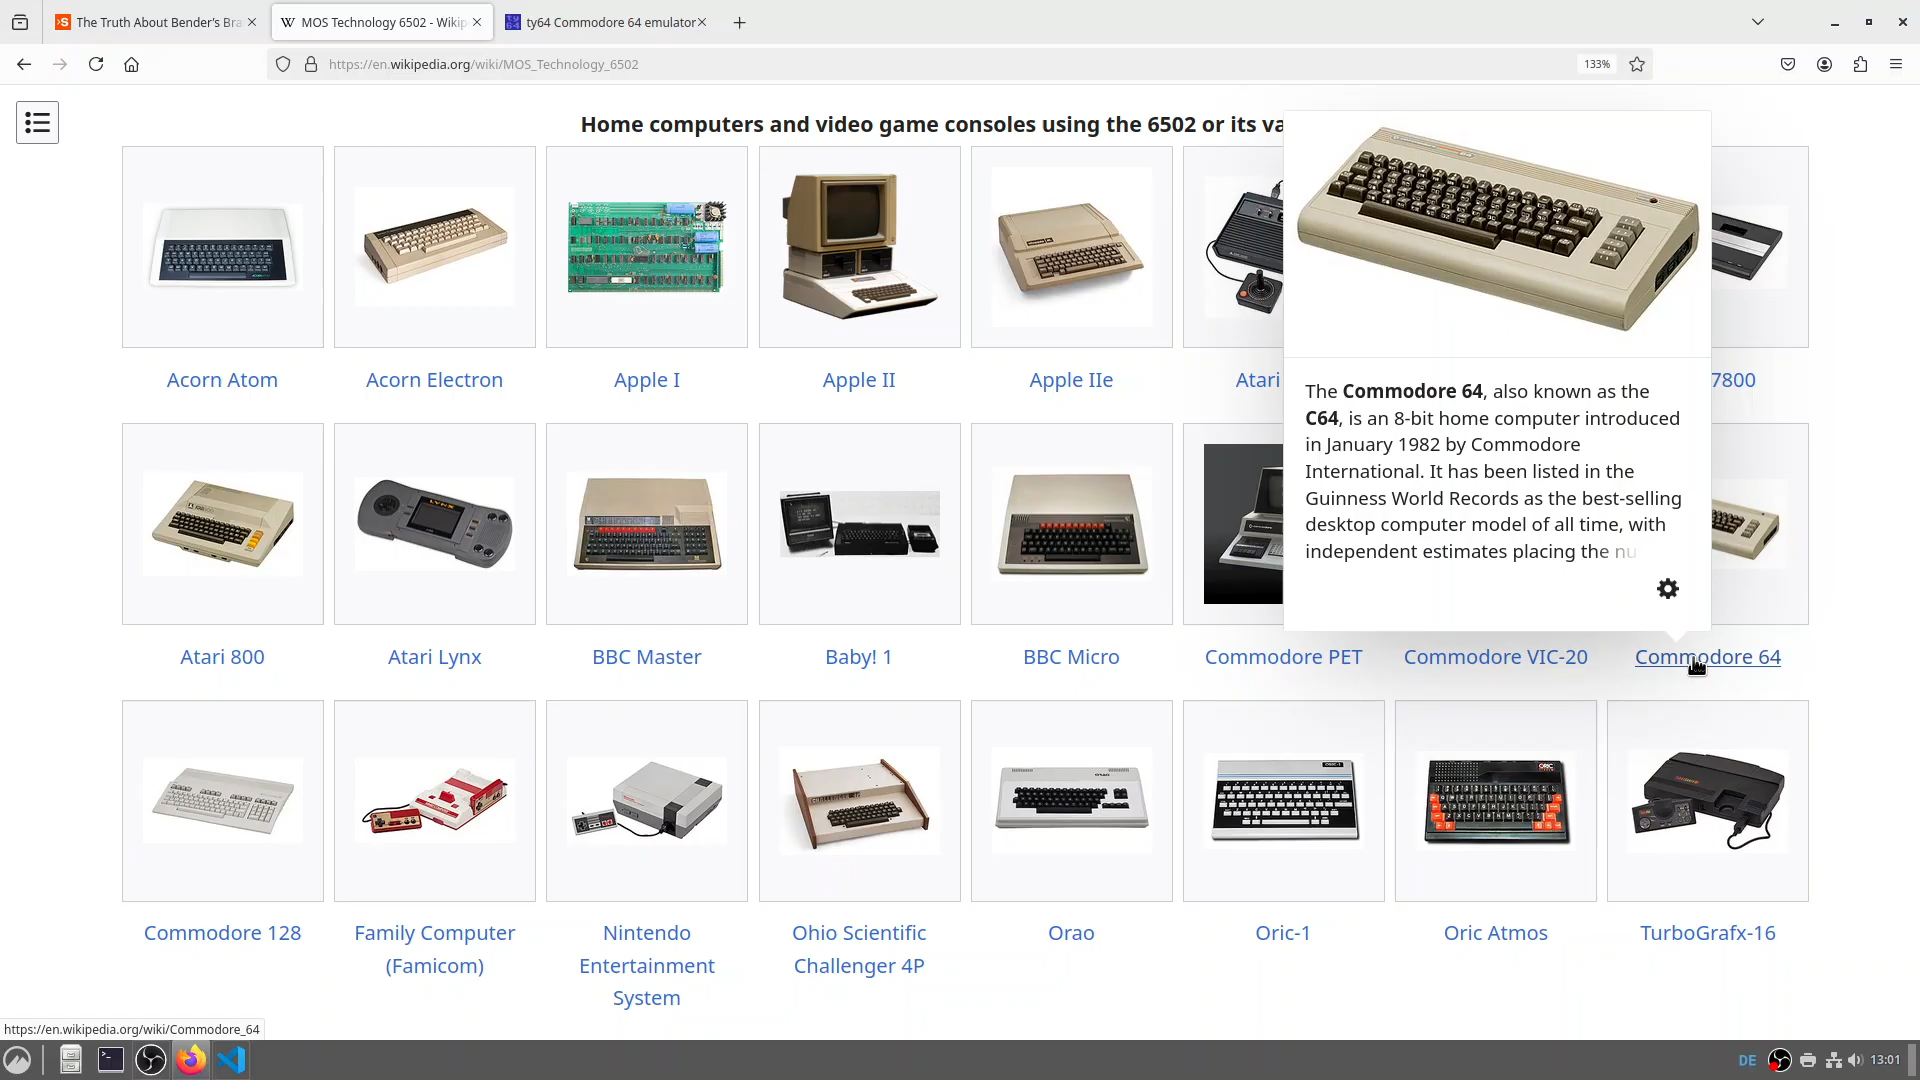 The Truth About Bender's Bra
MOS Technology 6502 - Wikip
ty64 Commodore 64 emulator
https://en.wikipedia.org/wiki/MOS_Technology_6502
133%
Home computers and video game consoles using the 6502 or its va
Acorn Atom
Acorn Electron
Apple I
Apple II
Apple IIe
Atari
7800
The Commodore 64, also known as the
C64, is an 8-bit home computer introduced
in January 1982 by Commodore
International. It has been listed in the
Guinness World Records as the best-selling
desktop computer model of all time, with
independent estimates placing the nu
Atari 800
Atari Lynx
BBC Master
Baby! 1
BBC Micro
Commodore PET
Commodore VIC-20
Commodore 64
Commodore 128
Family Computer
(Famicom)
Nintendo
Entertainment
System
Ohio Scientific
Challenger 4P
Orao
Oric-1
Oric Atmos
TurboGrafx-16
https://en.wikipedia.org/wiki/Commodore_64
DE
13:01